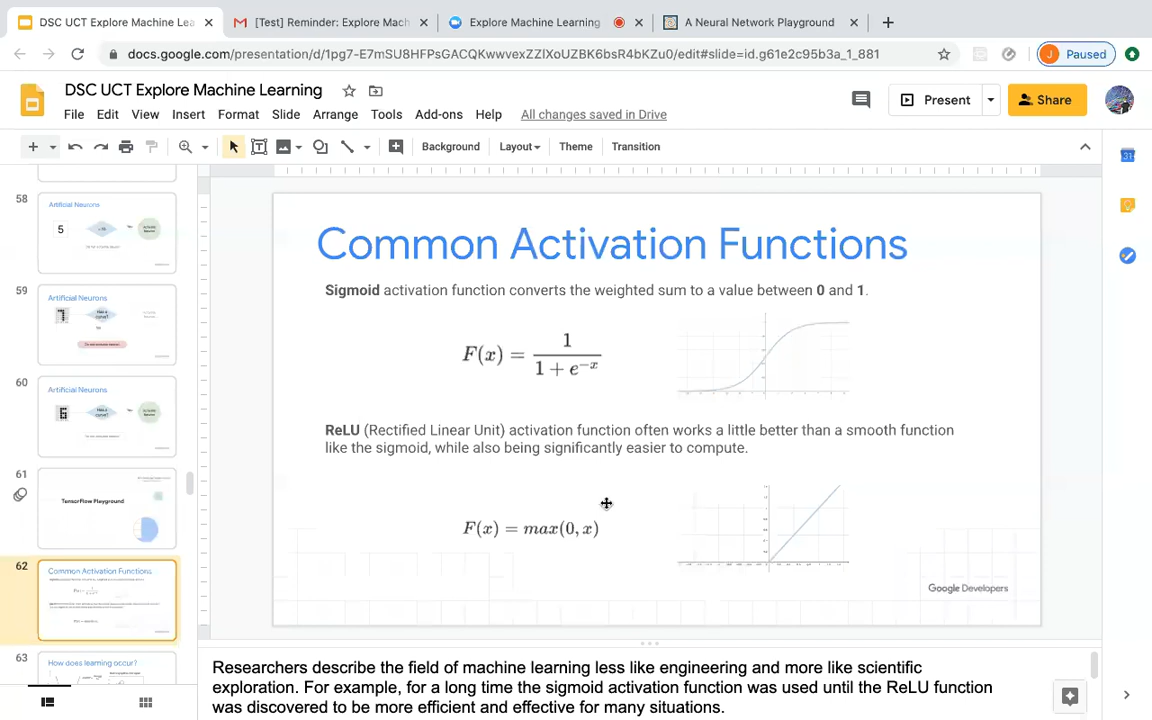 DSC UCT Explore Machine Lea
[Test] Reminder: Explore Mach
Explore Machine Learning
A Neural Network Playground
docs.google.com/presentation/d/1pg7-E7mSU8HFPsGACQKwwvexZZIXoUZBK6bsR4bKZu0/edit#slide=id.g61e2c95b3a_1_881
J Paused
DSC UCT Explore Machine Learning
Present
Share
File Edit View Insert Format Slide Arrange Tools Add-ons Help All changes saved in Drive
Background Layout Theme Transition
31
58
Artificial Neurons
5
59
Artificial Neurons
7
60
Artificial Neurons
6
61
TensorFlow Playground
62
Common Activation Functions
63
How does learning occur?
Common Activation Functions
Sigmoid activation function converts the weighted sum to a value between 0 and 1.
F(x) = 1 / (1 + e^{-x})
ReLU (Rectified Linear Unit) activation function often works a little better than a smooth function
like the sigmoid, while also being significantly easier to compute.
F(x) = max(0, x)
Google Developers
Researchers describe the field of machine learning less like engineering and more like scientific
exploration. For example, for a long time the sigmoid activation function was used until the ReLU function
was discovered to be more efficient and effective for many situations.